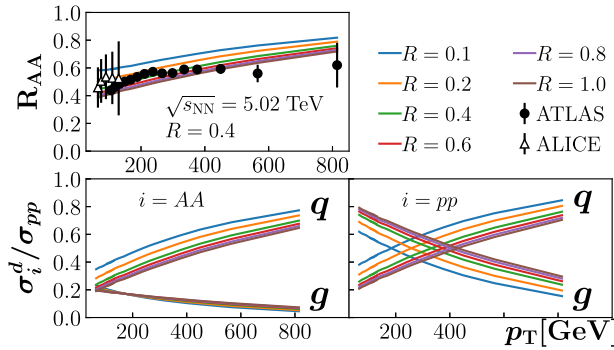 R_AA
1.0
0.8
0.6
0.4
0.2
0.0
√s_NN = 5.02 TeV
R = 0.4
200 400 600 800
R = 0.1
R = 0.2
R = 0.4
R = 0.6
R = 0.8
R = 1.0
ATLAS
ALICE
σ_i^d/σ_pp
1.0
0.8
0.6
0.4
0.2
0.0
i = AA
q
g
200 400 600 800
i = pp
q
g
200 400
p_T[GeV]